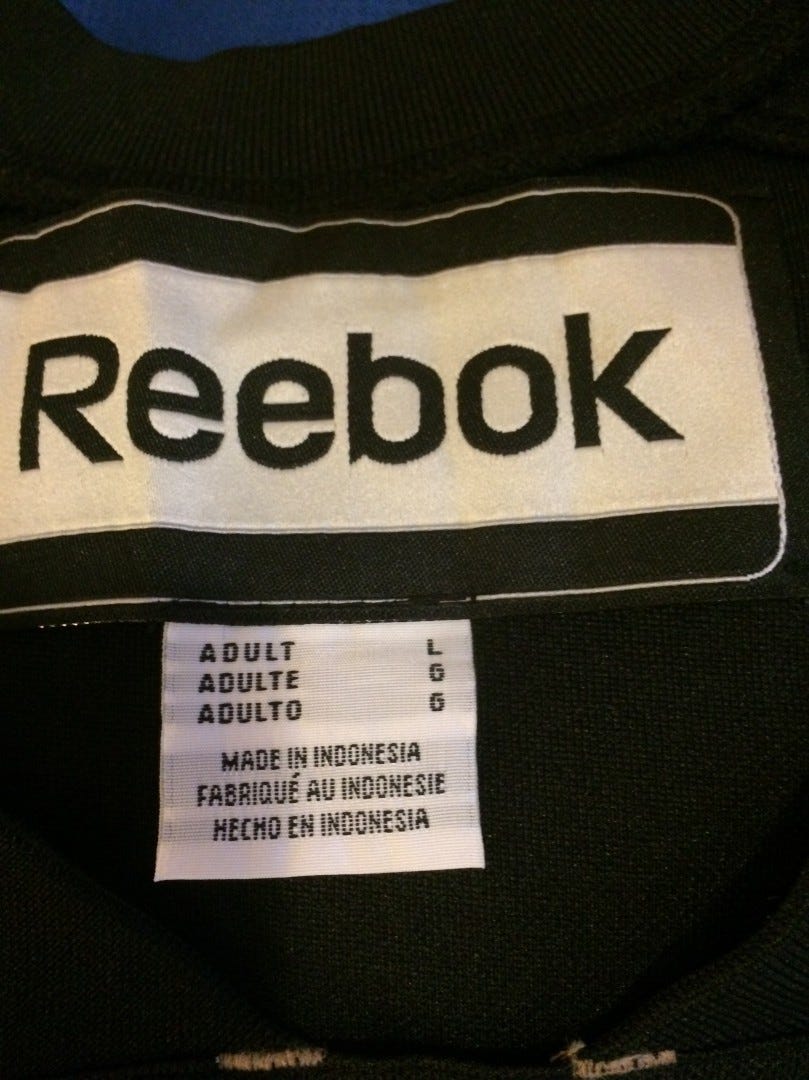 Reebok
ADULT L
ADULTE G
ADULTO G
MADE IN INDONESIA
FABRIQUÉ AU INDONESIE
HECHO EN INDONESIA